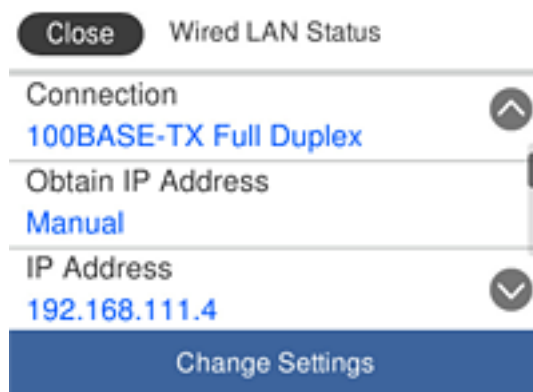 Close Wired LAN Status
Connection
100BASE-TX Full Duplex
Obtain IP Address
Manual
IP Address
192.168.111.4
Change Settings